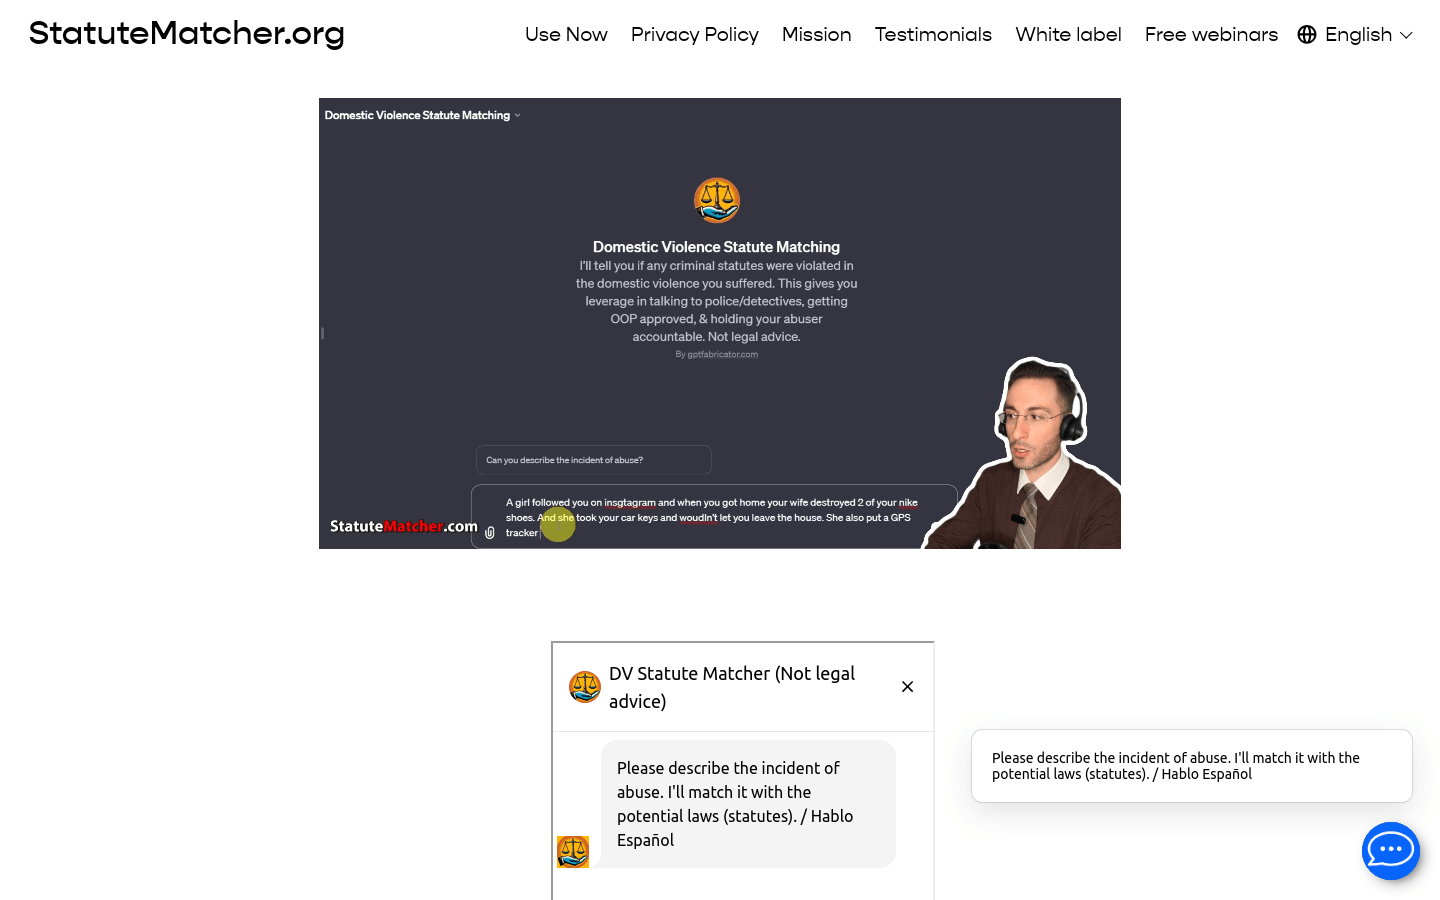 StatuteMatcher.org
Use Now
Privacy Policy
Mission
Testimonials
White label
Free webinars
English
Domestic Violence Statute Matching
Domestic Violence Statute Matching
I'll tell you if any criminal statutes were violated in
the domestic violence you suffered. This gives you
leverage in talking to police/detectives, getting
OOP approved, & holding your abuser
accountable. Not legal advice.
By gptfabricator.com
Can you describe the incident of abuse?
A girl followed you on insgtagram and when you got home your wife destroyed 2 of your nike
shoes. And she took your car keys and woudln't let you leave the house. She also put a GPS
tracker
StatuteMatcher.com
DV Statute Matcher (Not legal
advice)
Please describe the incident of
abuse. I'll match it with the
potential laws (statutes). / Hablo
Español
Please describe the incident of abuse. I'll match it with the
potential laws (statutes). / Hablo Español